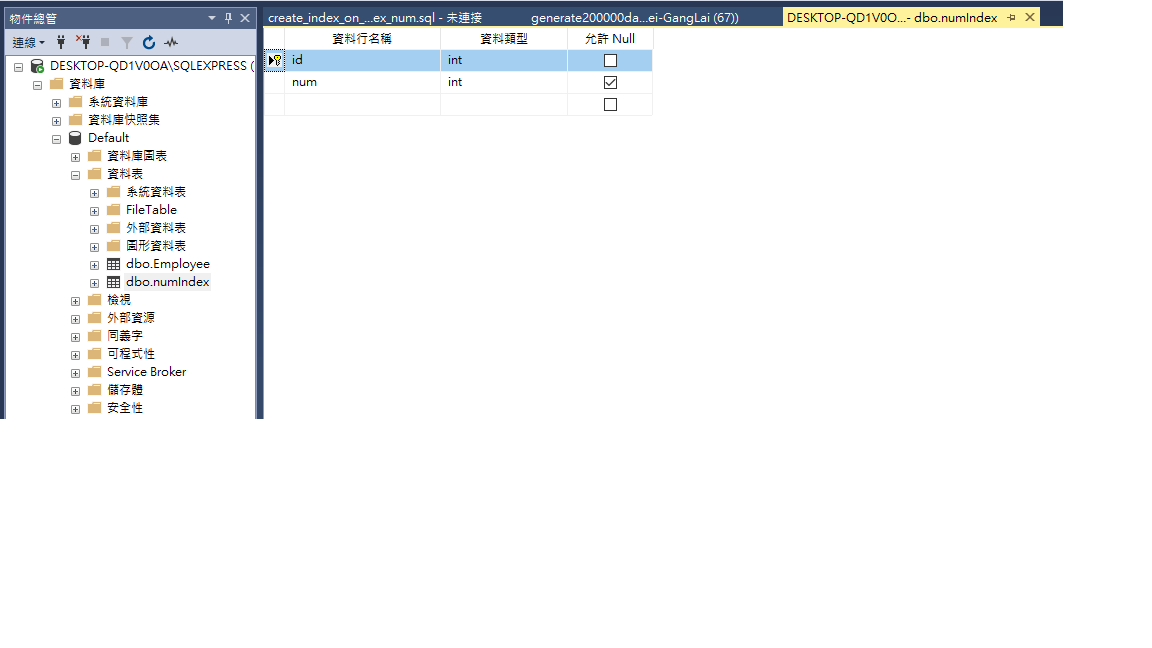 物件總管
連線
DESKTOP-QD1V0OA\SQLEXPRESS (
資料庫
系統資料庫
資料庫快照集
Default
資料庫圖表
資料表
系統資料表
FileTable
外部資料表
圖形資料表
dbo.Employee
dbo.numIndex
檢視
外部資源
同義字
可程式性
Service Broker
儲存體
安全性
create_index_on_...ex_num.sql - 未連接 generate200000da...ei-GangLai (67)) DESKTOP-QD1V0O...- dbo.numIndex
資料行名稱 資料類型 允許 Null
id int
num int